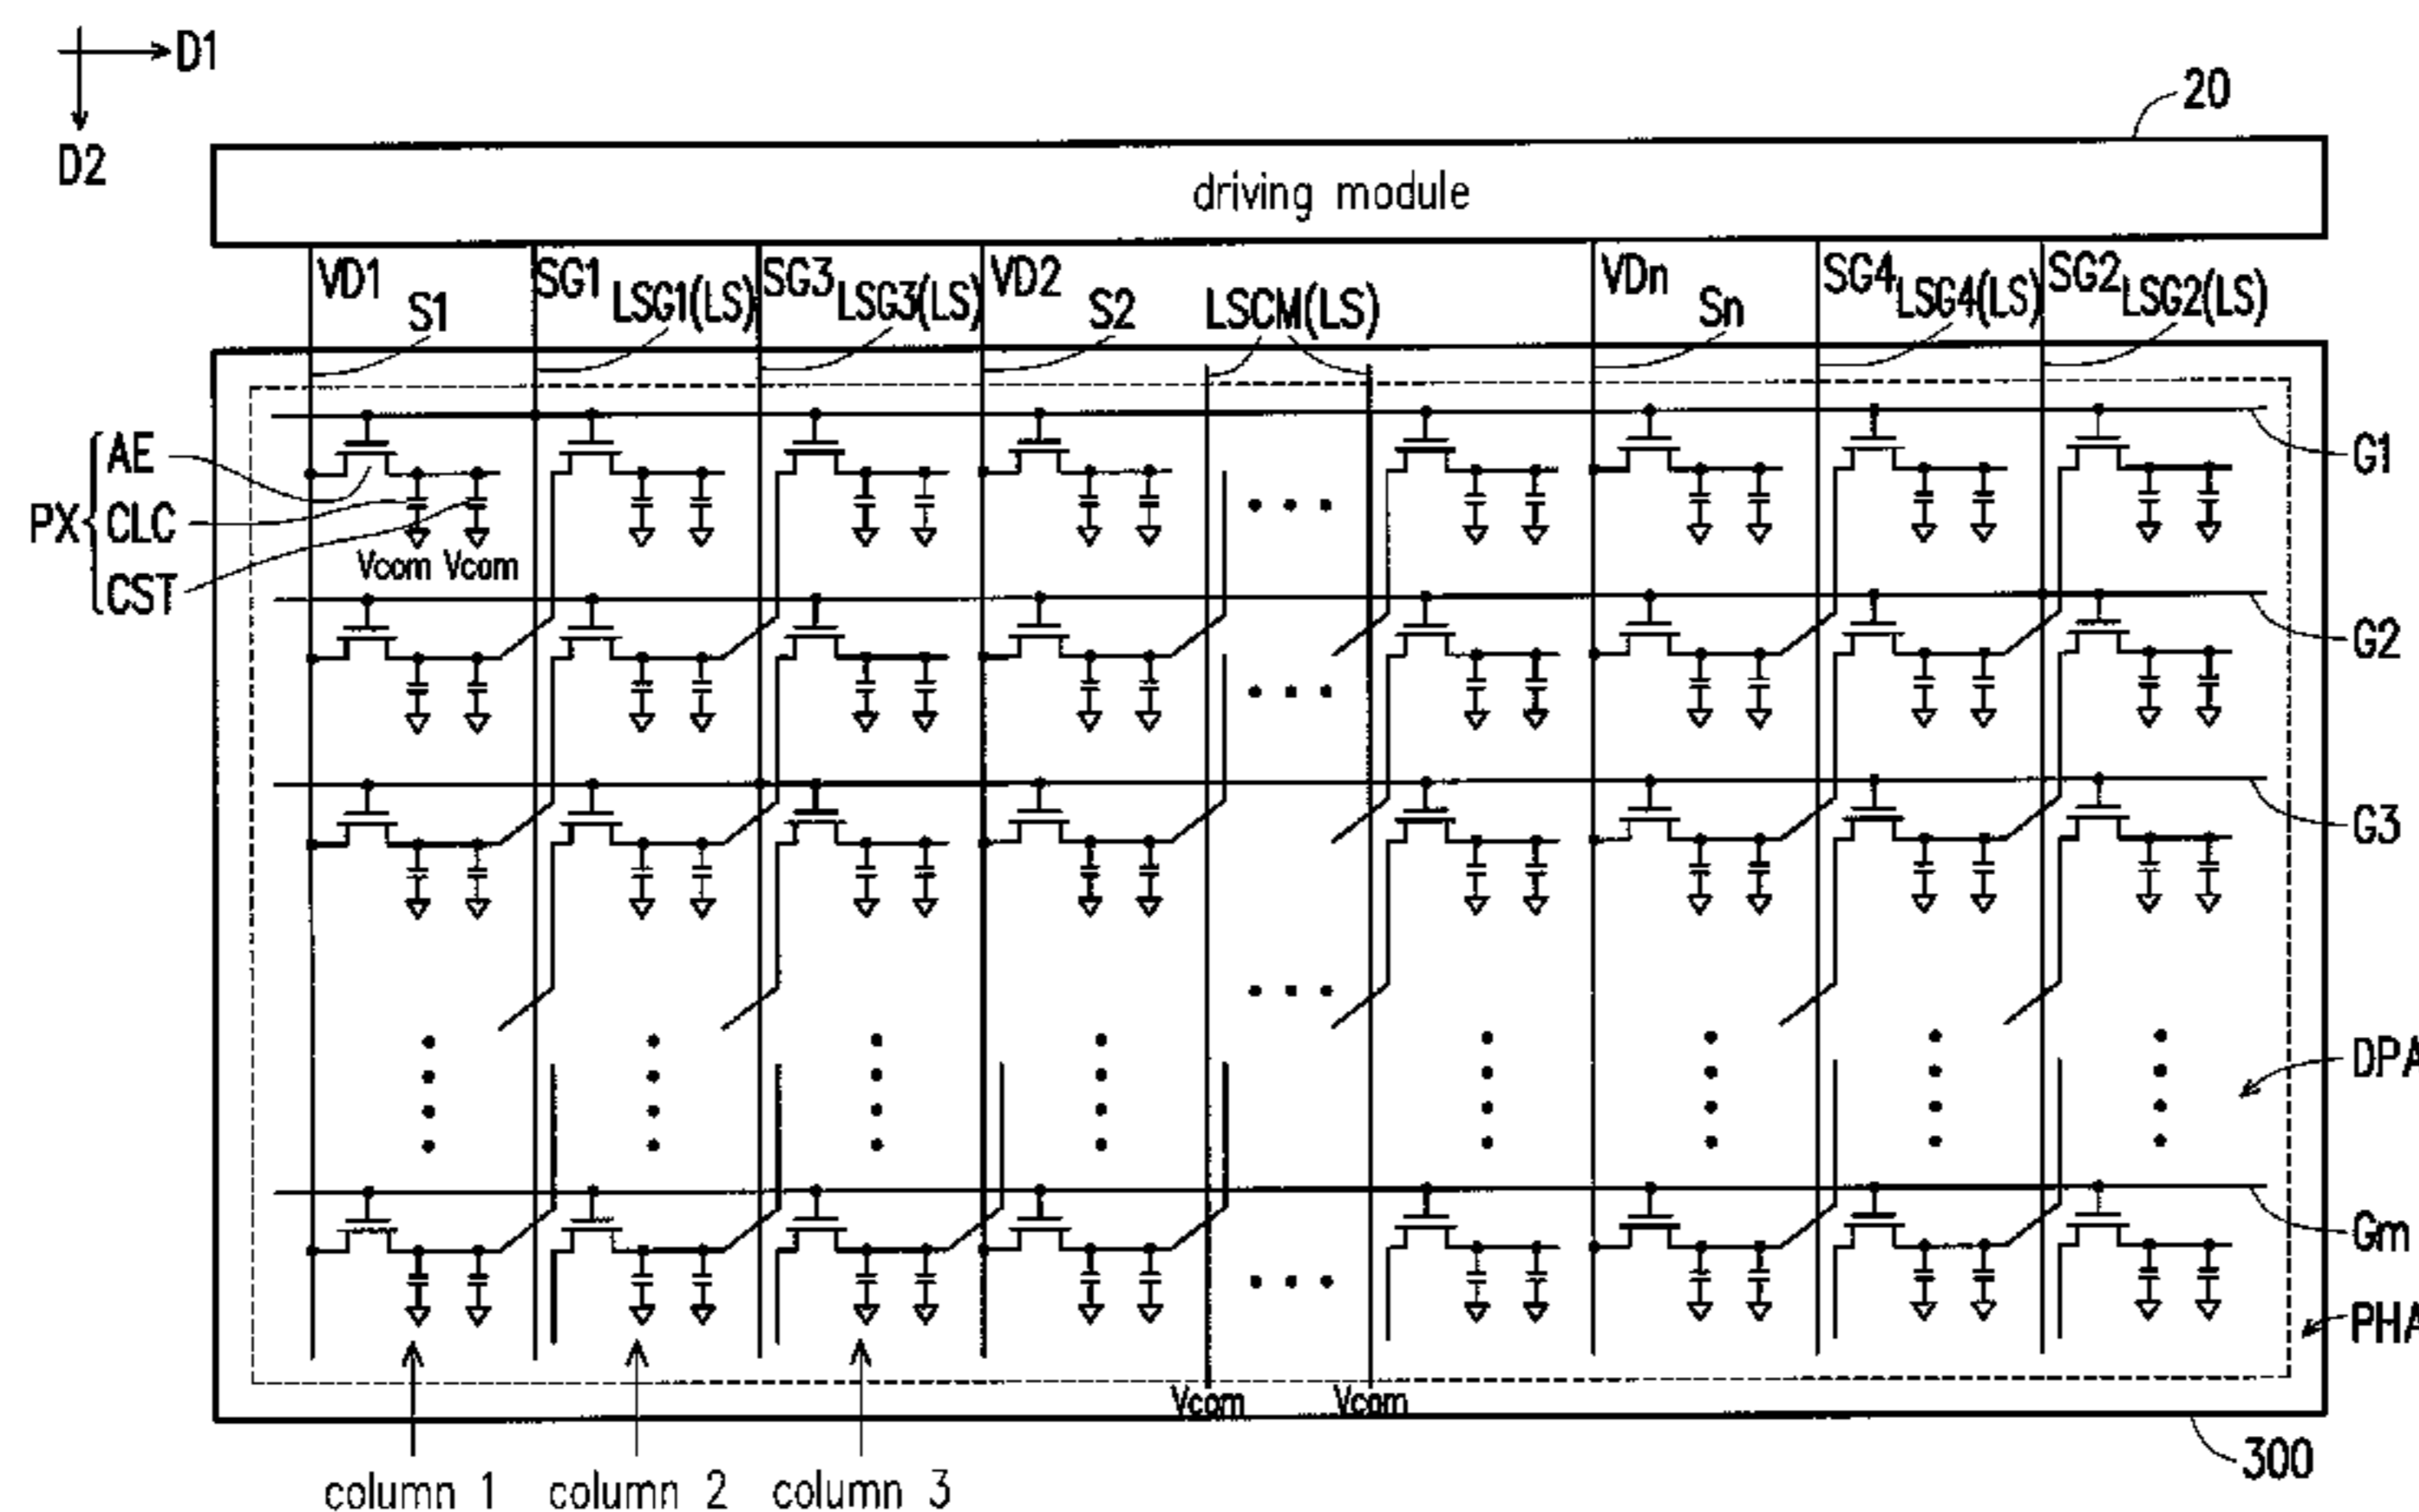 D1
D2
20
driving module
VD1
SG1
SG3
VD2
VDn
SG4
SG2
S1
LSG1(LS)
LSG3(LS)
S2
LSCM(LS)
Sn
LSG4(LS)
LSG2(LS)
G1
PX
AE
CLC
CST
Vcom Vcom
G2
G3
DPA
Gm
PHA
Vcom
Vcom
300
column 1
column 2
column 3